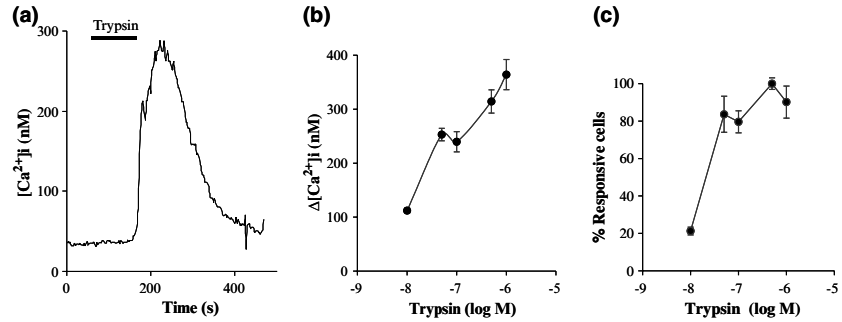 (a)
Trypsin
300
200
100
0
[Ca2+]i (nM)
0 200 400
Time (s)
(b)
400
300
200
100
0
Δ[Ca2+]i (nM)
-9 -8 -7 -6 -5
Trypsin (log M)
(c)
100
80
60
40
20
0
% Responsive cells
-9 -8 -7 -6 -5
Trypsin (log M)